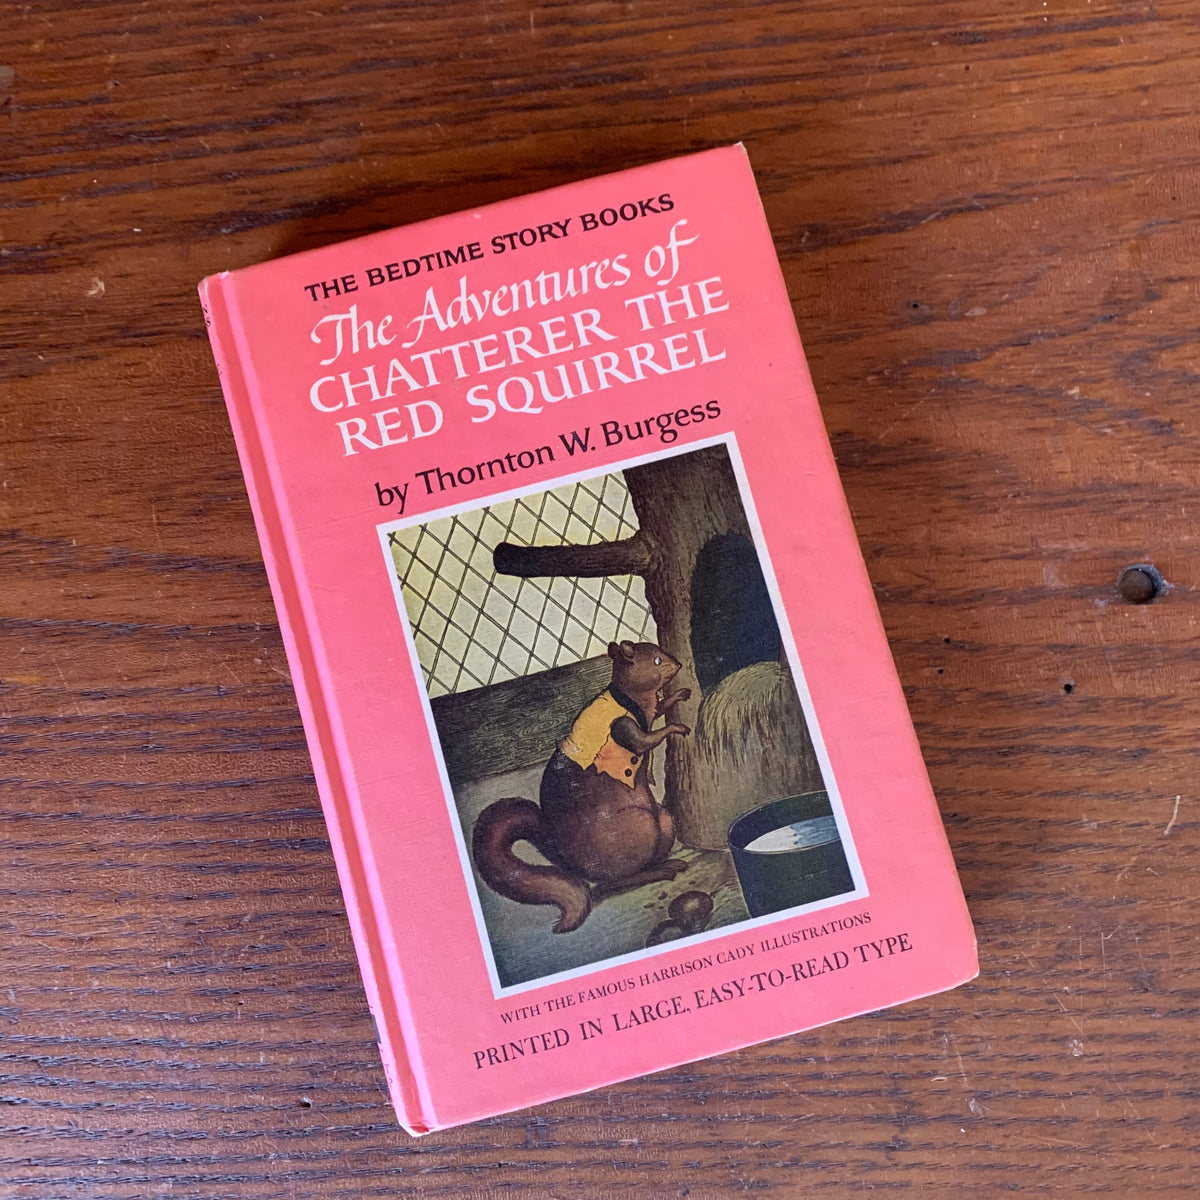 THE BEDTIME STORY BOOKS
The Adventures of
CHATTERER THE
RED SQUIRREL
by Thornton W. Burgess
WITH THE FAMOUS HARRISON CADY ILLUSTRATIONS
PRINTED IN LARGE, EASY-TO-READ TYPE